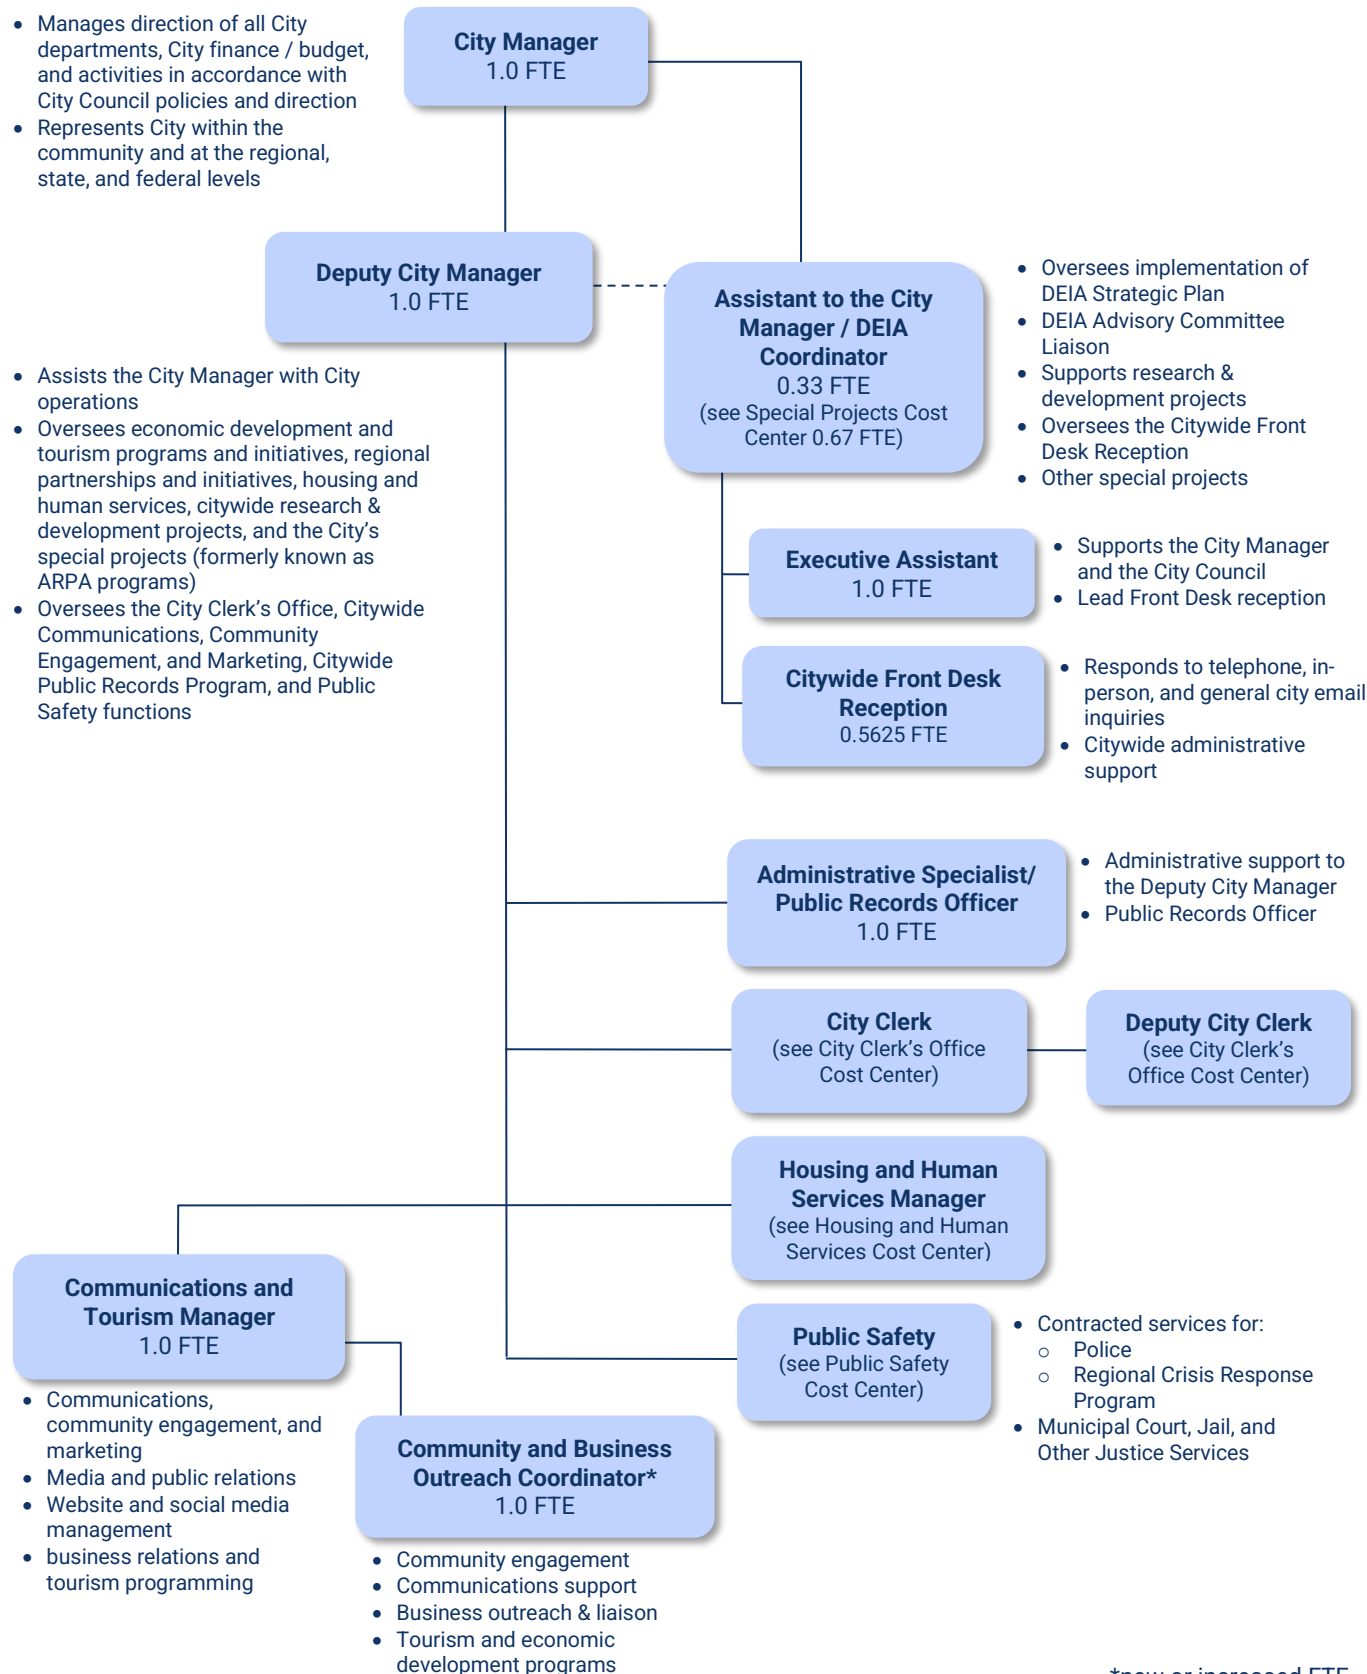 • Manages direction of all City
departments, City finance / budget,
and activities in accordance with
City Council policies and direction
• Represents City within the
community and at the regional,
state, and federal levels
City Manager
1.0 FTE
Deputy City Manager
1.0 FTE
• Assists the City Manager with City
operations
• Oversees economic development and
tourism programs and initiatives, regional
partnerships and initiatives, housing and
human services, citywide research &
development projects, and the City's
special projects (formerly known as
ARPA programs)
• Oversees the City Clerk's Office, Citywide
Communications, Community
Engagement, and Marketing, Citywide
Public Records Program, and Public
Safety functions
Assistant to the City
Manager / DEIA
Coordinator
0.33 FTE
(see Special Projects Cost
Center 0.67 FTE)
• Oversees implementation of
DEIA Strategic Plan
• DEIA Advisory Committee
Liaison
• Supports research &
development projects
• Oversees the Citywide Front
Desk Reception
• Other special projects
Executive Assistant
1.0 FTE
• Supports the City Manager
and the City Council
• Lead Front Desk reception
Citywide Front Desk
Reception
0.5625 FTE
• Responds to telephone, in-
person, and general city email
inquiries
• Citywide administrative
support
Administrative Specialist/
Public Records Officer
1.0 FTE
• Administrative support to
the Deputy City Manager
• Public Records Officer
City Clerk
(see City Clerk's Office
Cost Center)
Deputy City Clerk
(see City Clerk's
Office Cost Center)
Housing and Human
Services Manager
(see Housing and Human
Services Cost Center)
Communications and
Tourism Manager
1.0 FTE
• Communications,
community engagement, and
marketing
• Media and public relations
• Website and social media
management
• business relations and
tourism programming
Public Safety
(see Public Safety
Cost Center)
• Contracted services for:
o Police
o Regional Crisis Response
Program
• Municipal Court, Jail, and
Other Justice Services
Community and Business
Outreach Coordinator*
1.0 FTE
• Community engagement
• Communications support
• Business outreach & liaison
• Tourism and economic
development programs
*new or increased FTE